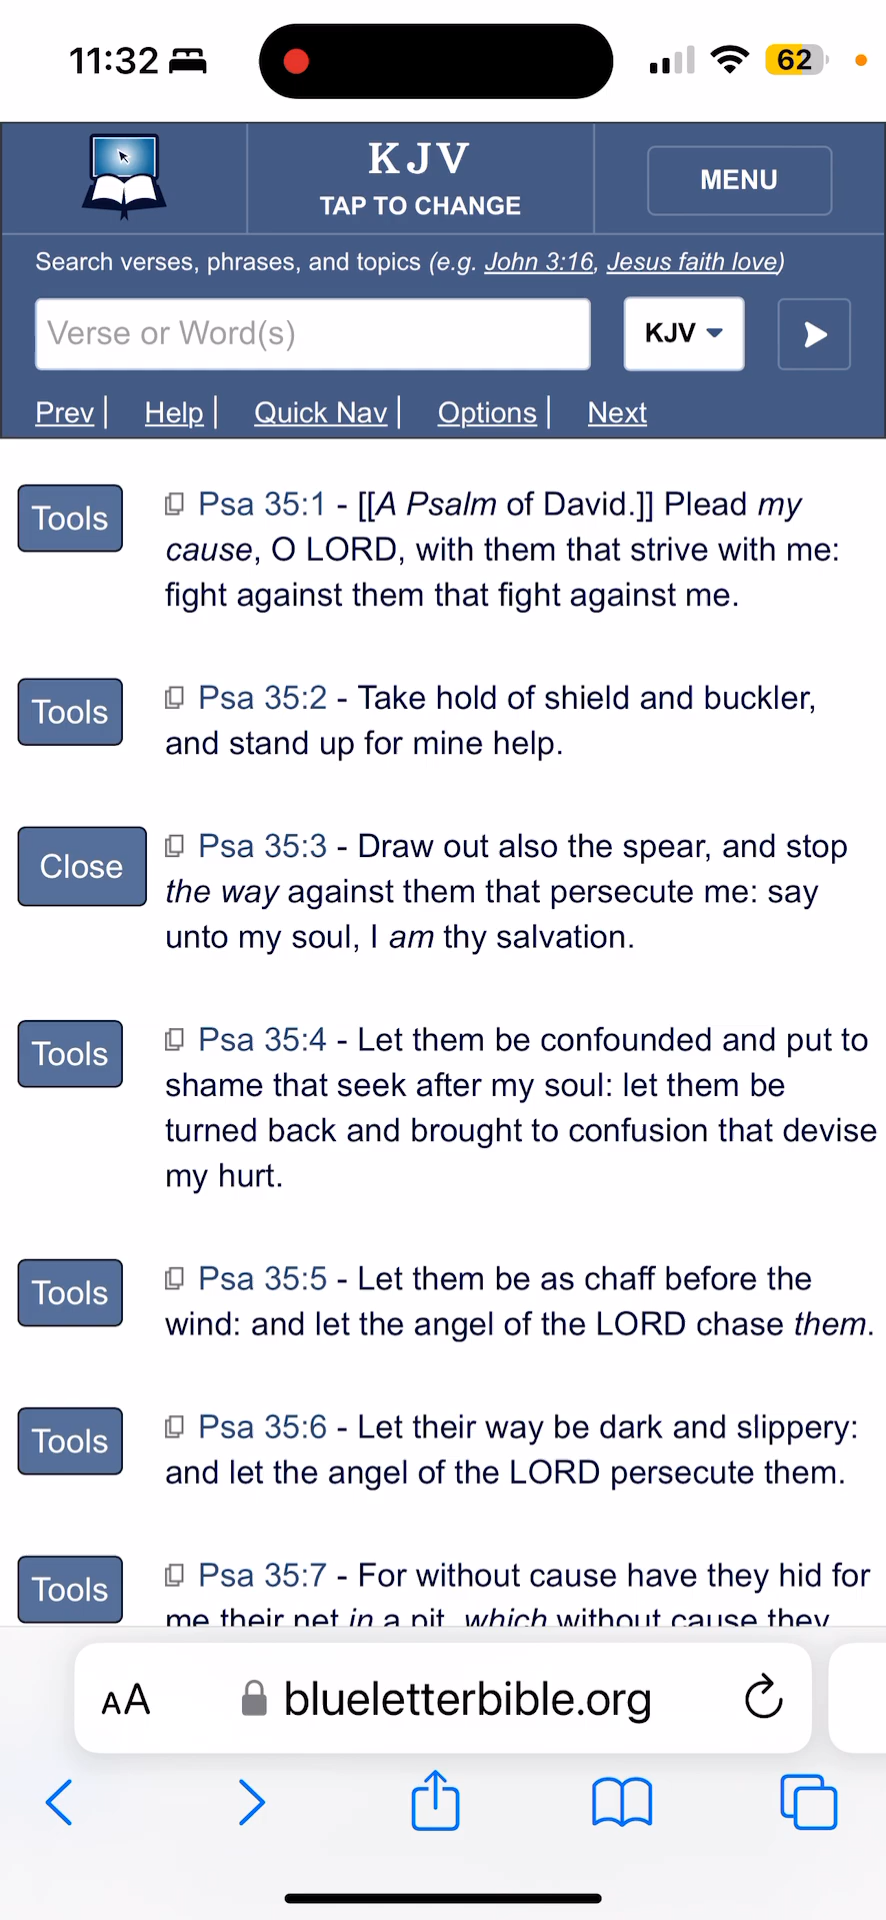 11:32
62
KJV
TAP TO CHANGE
MENU
Search verses, phrases, and topics (e.g. John 3:16, Jesus faith love)
Verse or Word(s)
KJV
Prev | Help | Quick Nav | Options | Next
Tools
Psa 35:1 - [[A Psalm of David.]] Plead my
cause, O LORD, with them that strive with me:
fight against them that fight against me.
Tools
Psa 35:2 - Take hold of shield and buckler,
and stand up for mine help.
Close
Psa 35:3 - Draw out also the spear, and stop
the way against them that persecute me: say
unto my soul, I am thy salvation.
Tools
Psa 35:4 - Let them be confounded and put to
shame that seek after my soul: let them be
turned back and brought to confusion that devise
my hurt.
Tools
Psa 35:5 - Let them be as chaff before the
wind: and let the angel of the LORD chase them.
Tools
Psa 35:6 - Let their way be dark and slippery:
and let the angel of the LORD persecute them.
Tools
Psa 35:7 - For without cause have they hid for
me their net in a pit, which without cause they
AA
blueletterbible.org